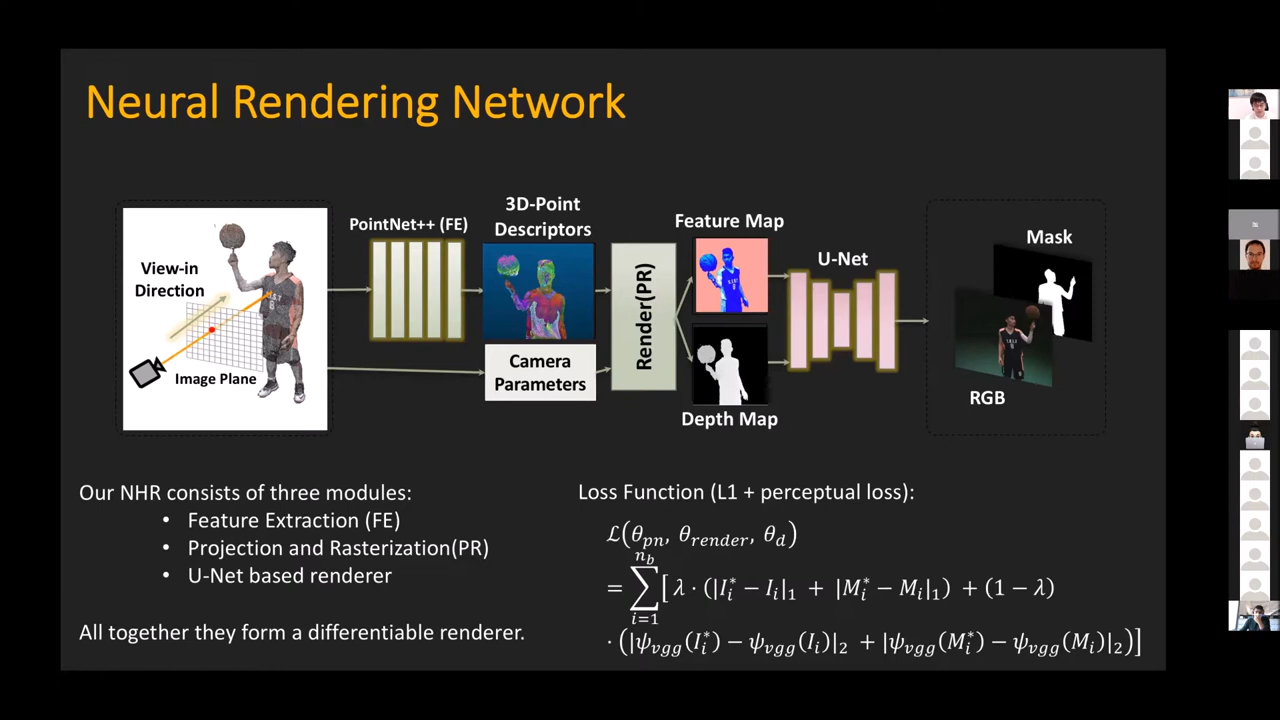 Neural Rendering Network
View-in
Direction
Image Plane
PointNet++ (FE)
3D-Point
Descriptors
Camera
Parameters
Render(PR)
Feature Map
Depth Map
U-Net
Mask
RGB
Our NHR consists of three modules:
• Feature Extraction (FE)
• Projection and Rasterization(PR)
• U-Net based renderer
All together they form a differentiable renderer.
Loss Function (L1 + perceptual loss):
ℒ(θ_pn, θ_render, θ_d)
= ∑_{i=1}^{n_b} [ λ · (|I_i^* − I_i|_1 + |M_i^* − M_i|_1) + (1 − λ)
· (|ψ_vgg(I_i^*) − ψ_vgg(I_i)|_2 + |ψ_vgg(M_i^*) − ψ_vgg(M_i)|_2)]